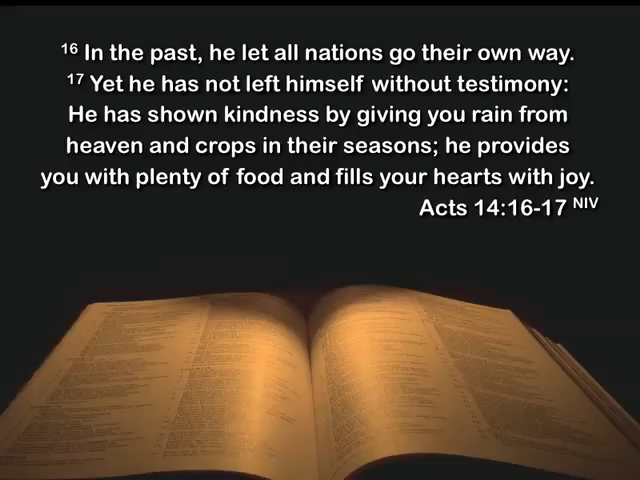 16 In the past, he let all nations go their own way.
17 Yet he has not left himself without testimony:
He has shown kindness by giving you rain from
heaven and crops in their seasons; he provides
you with plenty of food and fills your hearts with joy.
Acts 14:16-17 NIV